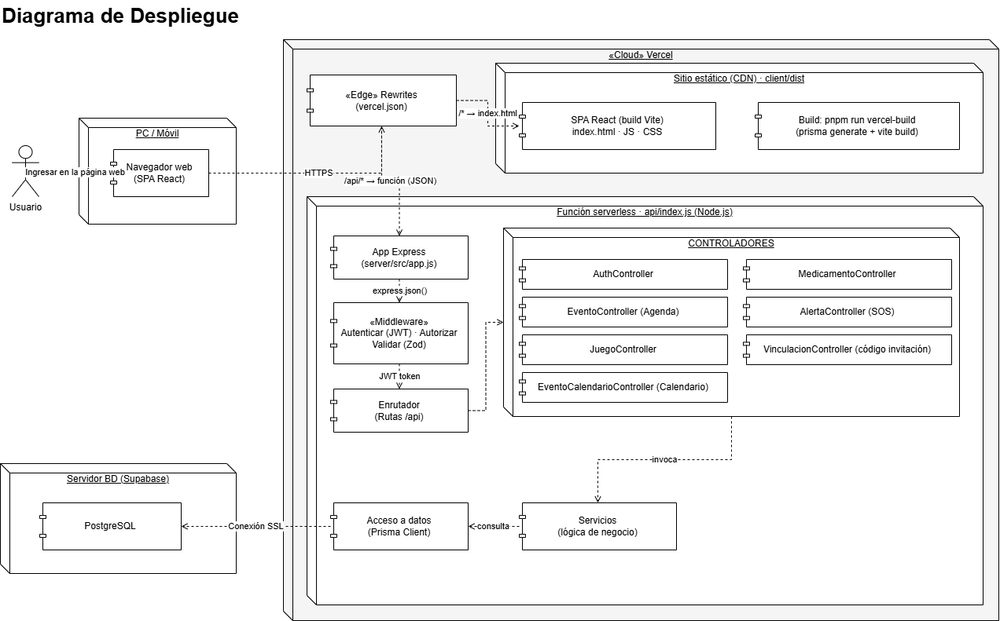 Diagrama de Despliegue
«Cloud» Vercel
«Edge» Rewrites
(vercel.json)
/* → index.html
Sitio estático (CDN) · client/dist
SPA React (build Vite)
index.html · JS · CSS
Build: pnpm run vercel-build
(prisma generate + vite build)
PC / Móvil
Navegador web
(SPA React)
Ingresar en la página web
Usuario
HTTPS
/api/* → función (JSON)
Función serverless · api/index.js (Node.js)
App Express
(server/src/app.js)
express.json()
«Middleware»
Autenticar (JWT) · Autorizar
Validar (Zod)
JWT token
Enrutador
(Rutas /api)
CONTROLADORES
AuthController
MedicamentoController
EventoController (Agenda)
AlertaController (SOS)
JuegoController
VinculacionController (código invitación)
EventoCalendarioController (Calendario)
invoca
Servidor BD (Supabase)
PostgreSQL
Conexión SSL
Acceso a datos
(Prisma Client)
consulta
Servicios
(lógica de negocio)